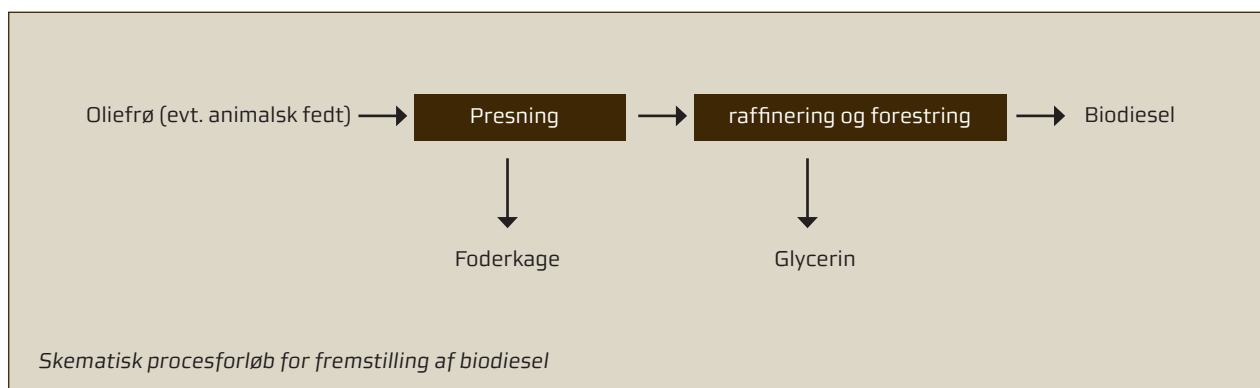 Oliefrø (evt. animalsk fedt)
Presning
raffinering og forestring
Biodiesel
Foderkage
Glycerin
Skematisk procesforløb for fremstilling af biodiesel